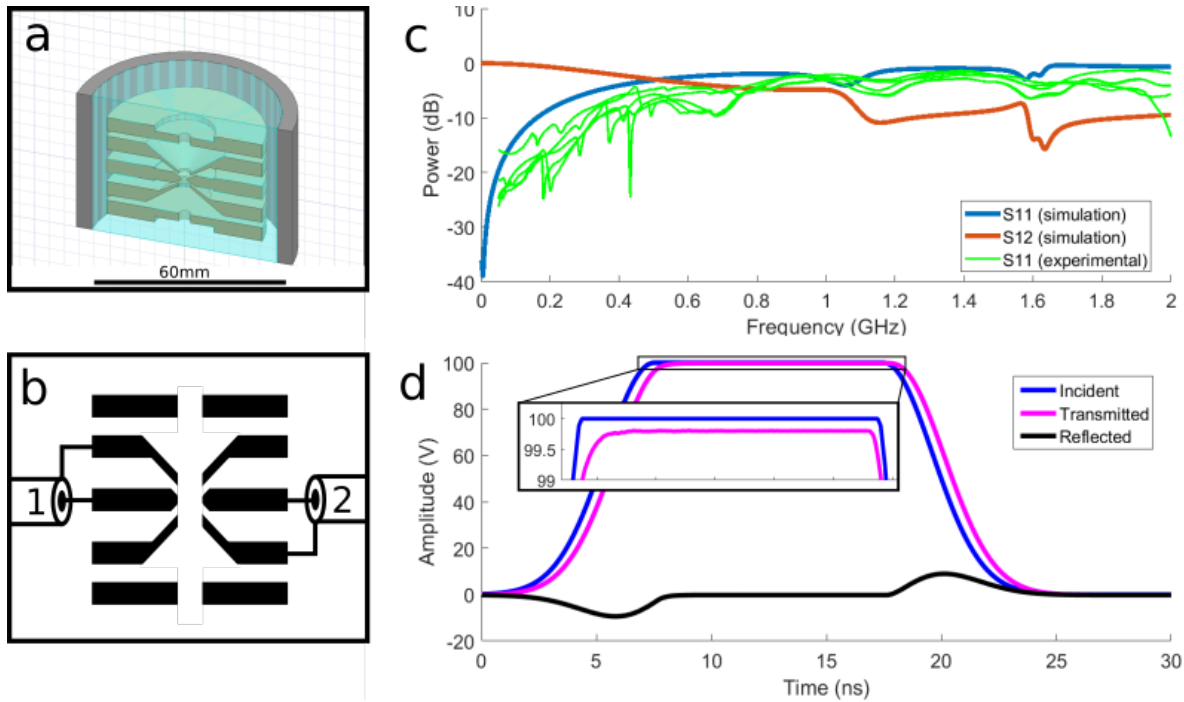 a
60mm
b
1
2
c
10
0
-10
-20
-30
-40
Power (dB)
0
0.2
0.4
0.6
0.8
1
1.2
1.4
1.6
1.8
2
Frequency (GHz)
S11 (simulation)
S12 (simulation)
S11 (experimental)
d
100
80
60
40
20
0
-20
Amplitude (V)
100
99.5
99
Incident
Transmitted
Reflected
0
5
10
15
20
25
30
Time (ns)